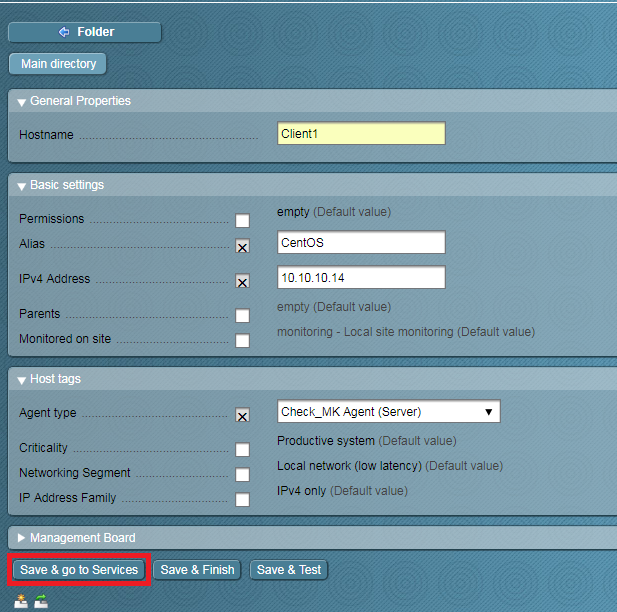 Folder
Main directory
General Properties
Hostname Client1
Basic settings
Permissions empty (Default value)
Alias CentOS
IPv4 Address 10.10.10.14
Parents empty (Default value)
Monitored on site monitoring - Local site monitoring (Default value)
Host tags
Agent type Check_MK Agent (Server)
Criticality Productive system (Default value)
Networking Segment Local network (low latency) (Default value)
IP Address Family IPv4 only (Default value)
Management Board
Save & go to Services Save & Finish Save & Test